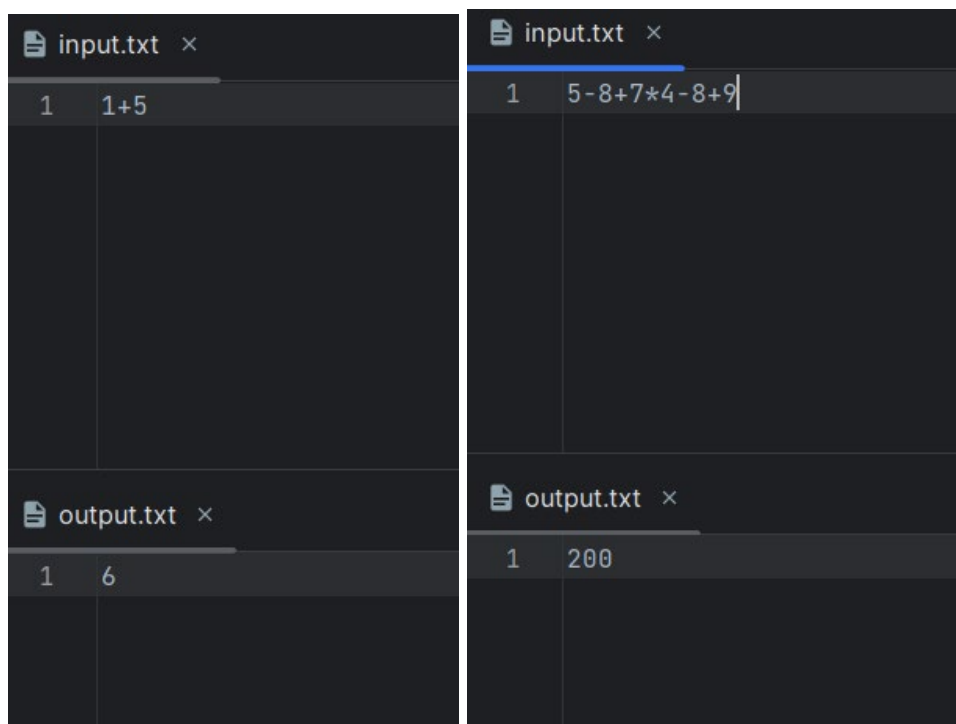 input.txt ×
1 1+5
output.txt ×
1 6
input.txt ×
1 5-8+7*4-8+9
output.txt ×
1 200